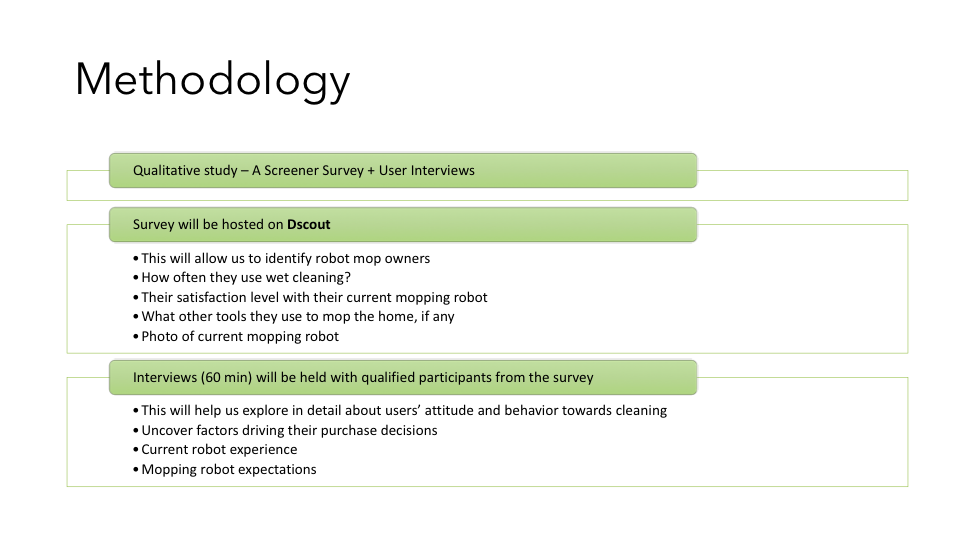 Methodology
Qualitative study – A Screener Survey + User Interviews
Survey will be hosted on Dscout
•This will allow us to identify robot mop owners
•How often they use wet cleaning?
•Their satisfaction level with their current mopping robot
•What other tools they use to mop the home, if any
•Photo of current mopping robot
Interviews (60 min) will be held with qualified participants from the survey
•This will help us explore in detail about users’ attitude and behavior towards cleaning
•Uncover factors driving their purchase decisions
•Current robot experience
•Mopping robot expectations